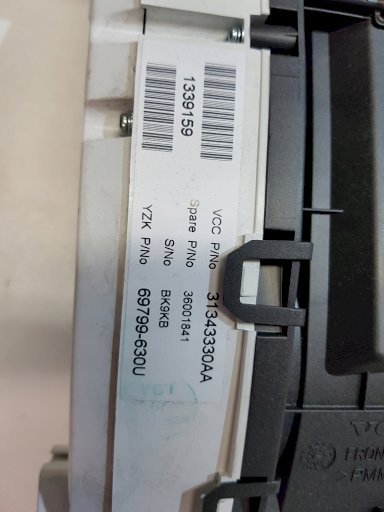 1339159
VCC P/No 31343330AA
Spare P/No 36001841
S/No BK9KB
YZK P/No 69799-630U